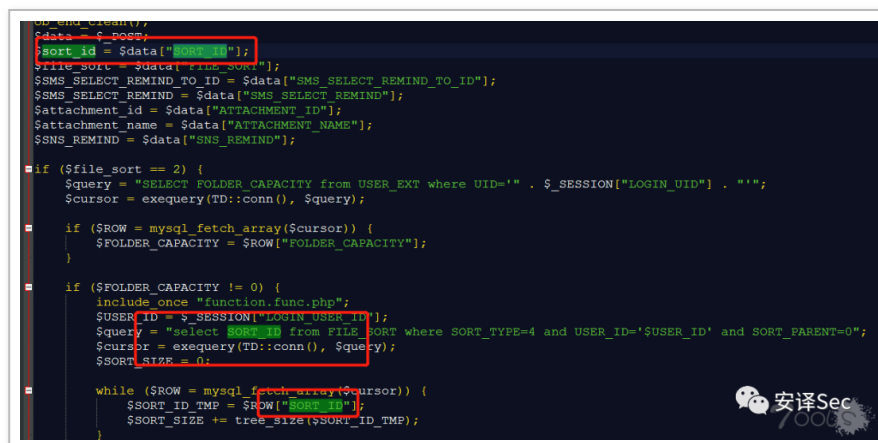 ob_end_clean();
$data = $_POST;
$sort_id = $data["SORT_ID"];
$file_sort = $data["FILE_SORT"];
$SMS_SELECT_REMIND_TO_ID = $data["SMS_SELECT_REMIND_TO_ID"];
$SMS_SELECT_REMIND = $data["SMS_SELECT_REMIND"];
$attachment_id = $data["ATTACHMENT_ID"];
$attachment_name = $data["ATTACHMENT_NAME"];
$SNS_REMIND = $data["SNS_REMIND"];
if ($file_sort == 2) {
$query = "SELECT FOLDER_CAPACITY from USER_EXT where UID='" . $_SESSION["LOGIN_UID"] . "'";
$cursor = exequery(TD::conn(), $query);
if ($ROW = mysql_fetch_array($cursor)) {
$FOLDER_CAPACITY = $ROW["FOLDER_CAPACITY"];
}
if ($FOLDER_CAPACITY != 0) {
include_once "function.func.php";
$USER_ID = $_SESSION["LOGIN_USER_ID"];
$query = "select SORT_ID from FILE_SORT where SORT_TYPE=4 and USER_ID='$USER_ID' and SORT_PARENT=0";
$cursor = exequery(TD::conn(), $query);
$SORT_SIZE = 0;
while ($ROW = mysql_fetch_array($cursor)) {
$SORT_ID_TMP = $ROW["SORT_ID"];
$SORT_SIZE += tree_size($SORT_ID_TMP);
}
安译Sec